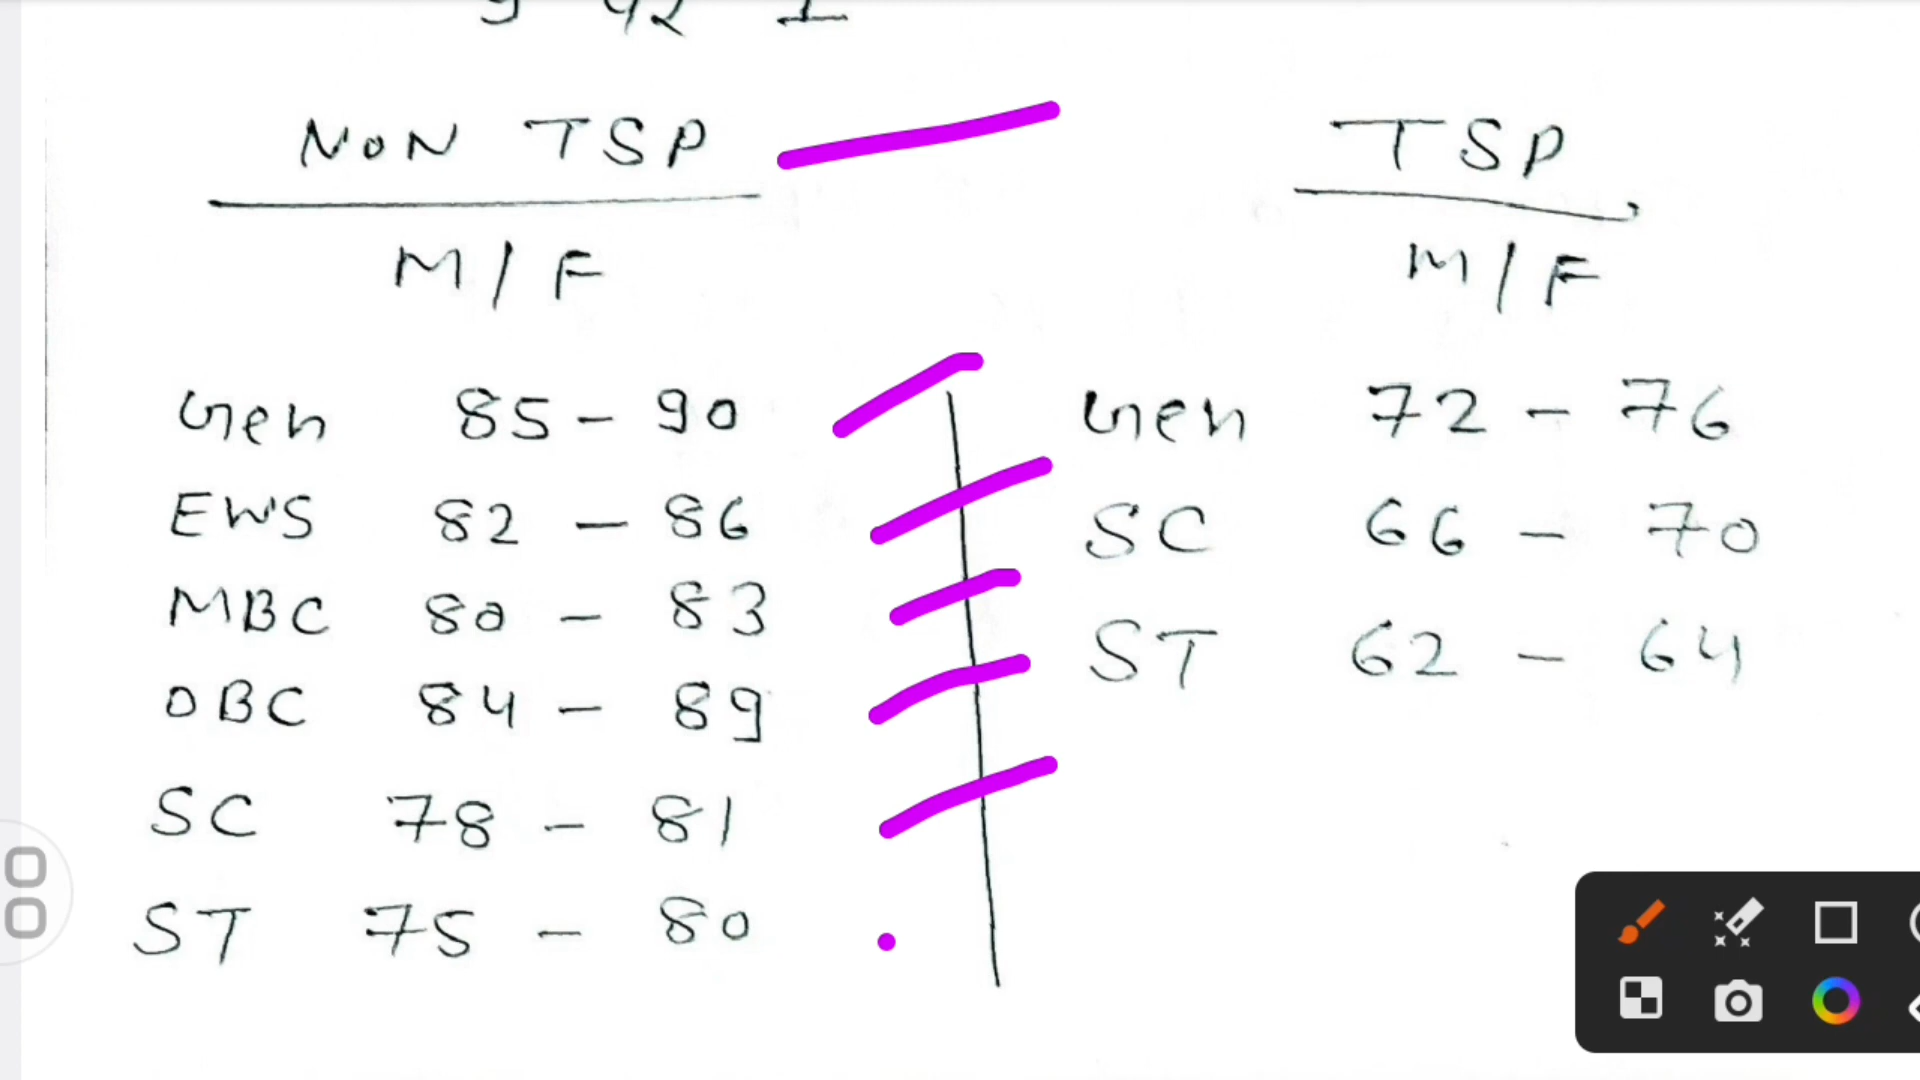 NON TSP
M/F
Gen 85 - 90
EWS 82 - 86
MBC 80 - 83
OBC 84 - 89
SC 78 - 81
ST 75 - 80
TSP
M/F
Gen 72 - 76
SC 66 - 70
ST 62 - 64